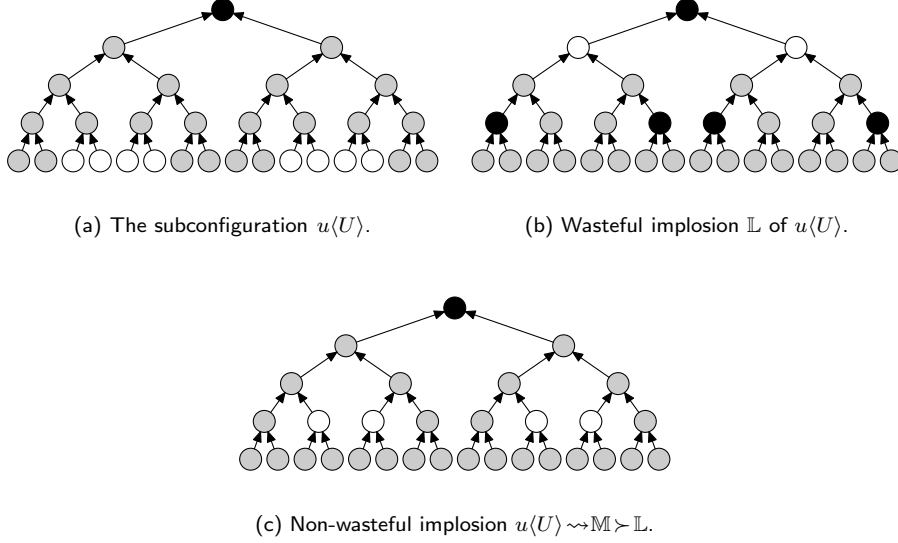 (a) The subconfiguration u⟨U⟩.
(b) Wasteful implosion 𝕃 of u⟨U⟩.
(c) Non-wasteful implosion u⟨U⟩⇝𝕄≻𝕃.